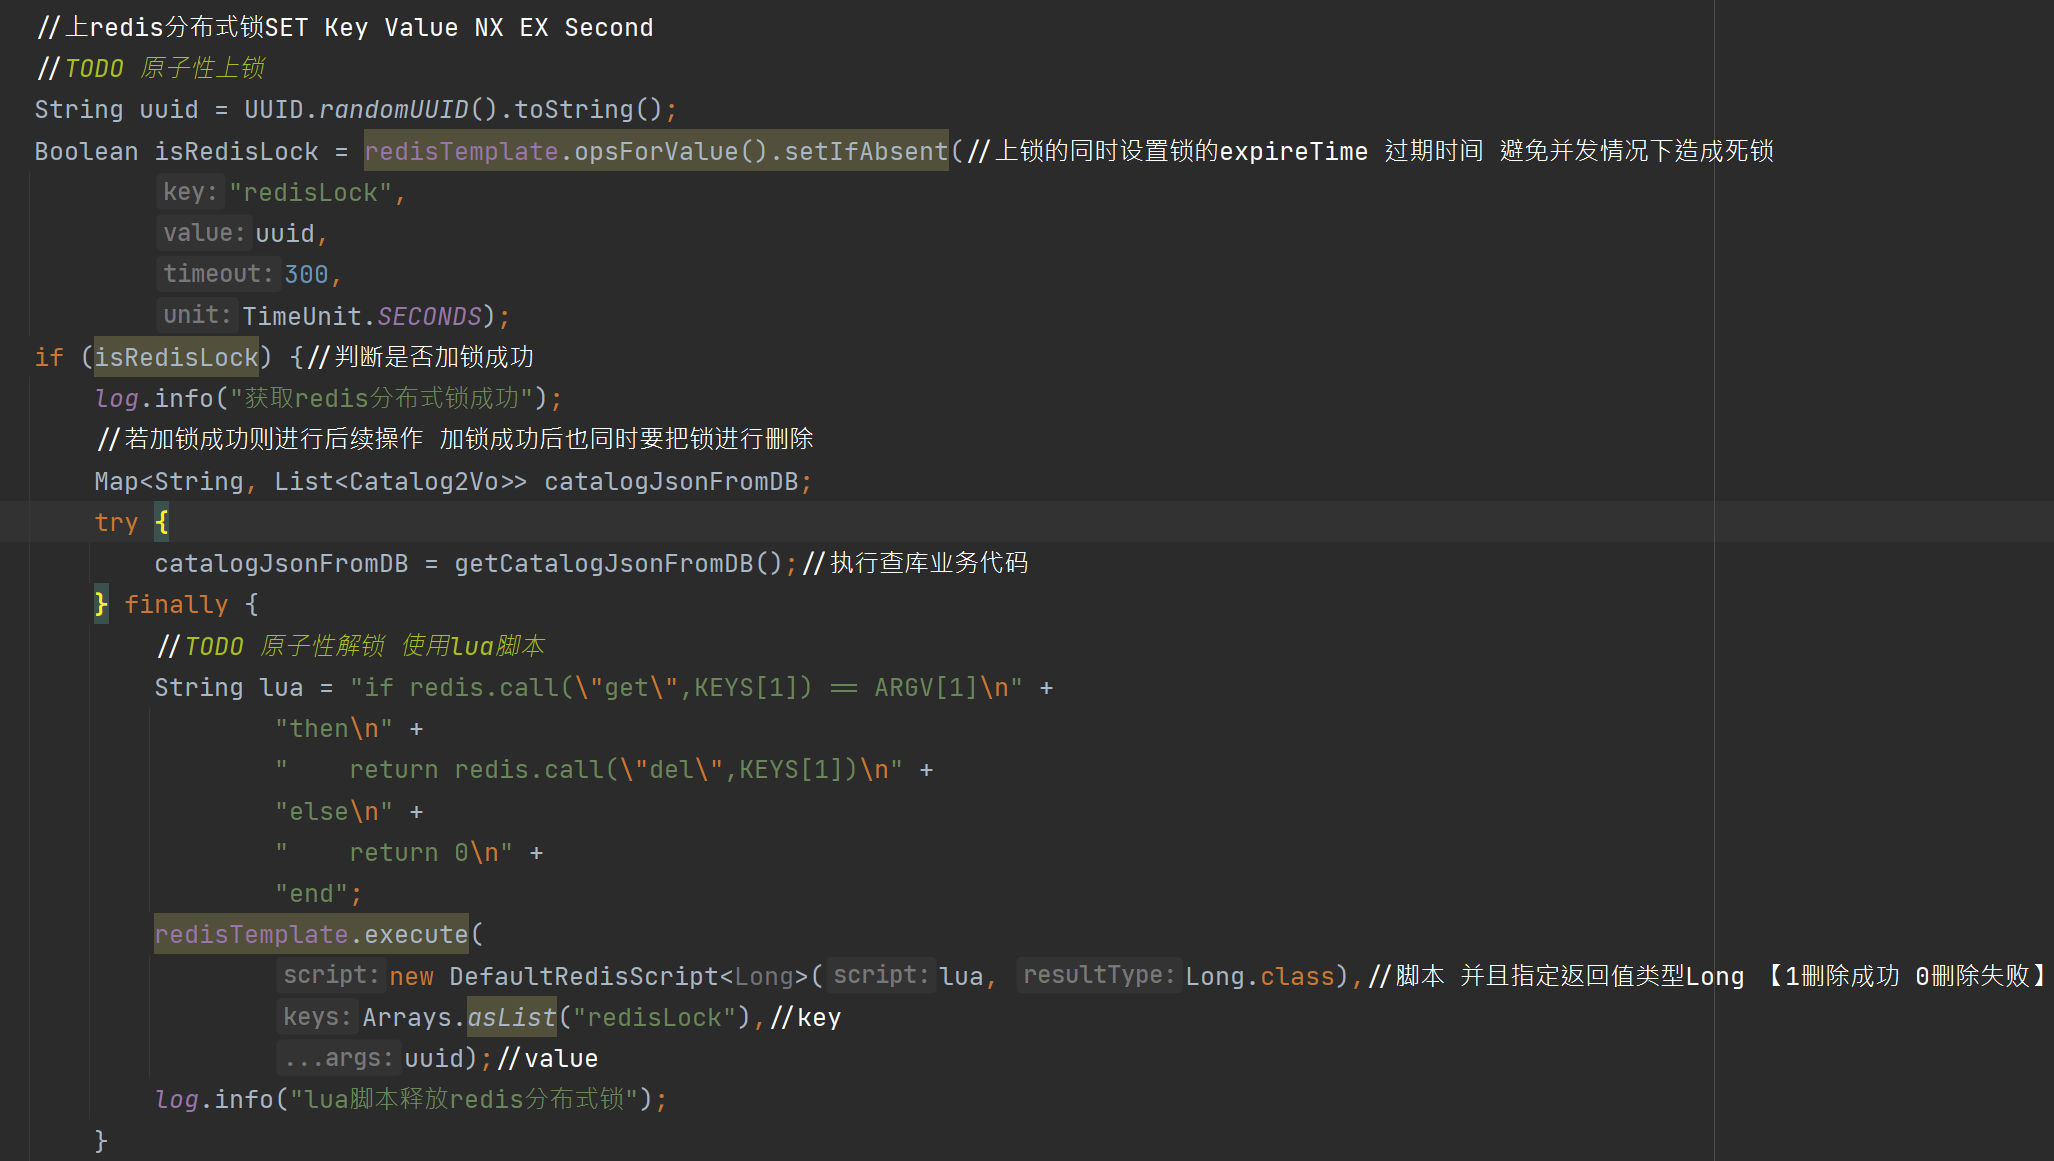 //上redis分布式锁SET Key Value NX EX Second
//TODO 原子性上锁
String uuid = UUID.randomUUID().toString();
Boolean isRedisLock = redisTemplate.opsForValue().setIfAbsent(//上锁的同时设置锁的expireTime 过期时间 避免并发情况下造成死锁
key: "redisLock",
value: uuid,
timeout: 300,
unit: TimeUnit.SECONDS);
if (isRedisLock) {//判断是否加锁成功
log.info("获取redis分布式锁成功");
//若加锁成功则进行后续操作 加锁成功后也同时要把锁进行删除
Map<String, List<Catalog2Vo>> catalogJsonFromDB;
try {
catalogJsonFromDB = getCatalogJsonFromDB();//执行查库业务代码
} finally {
//TODO 原子性解锁 使用lua脚本
String lua = "if redis.call(\"get\",KEYS[1]) == ARGV[1]\n" +
"then\n" +
"    return redis.call(\"del\",KEYS[1])\n" +
"else\n" +
"    return 0\n" +
"end";
redisTemplate.execute(
script: new DefaultRedisScript<Long>( script: lua, resultType: Long.class),//脚本 并且指定返回值类型Long 【1删除成功 0删除失败】
keys: Arrays.asList("redisLock"),//key
...args: uuid);//value
log.info("lua脚本释放redis分布式锁");
}